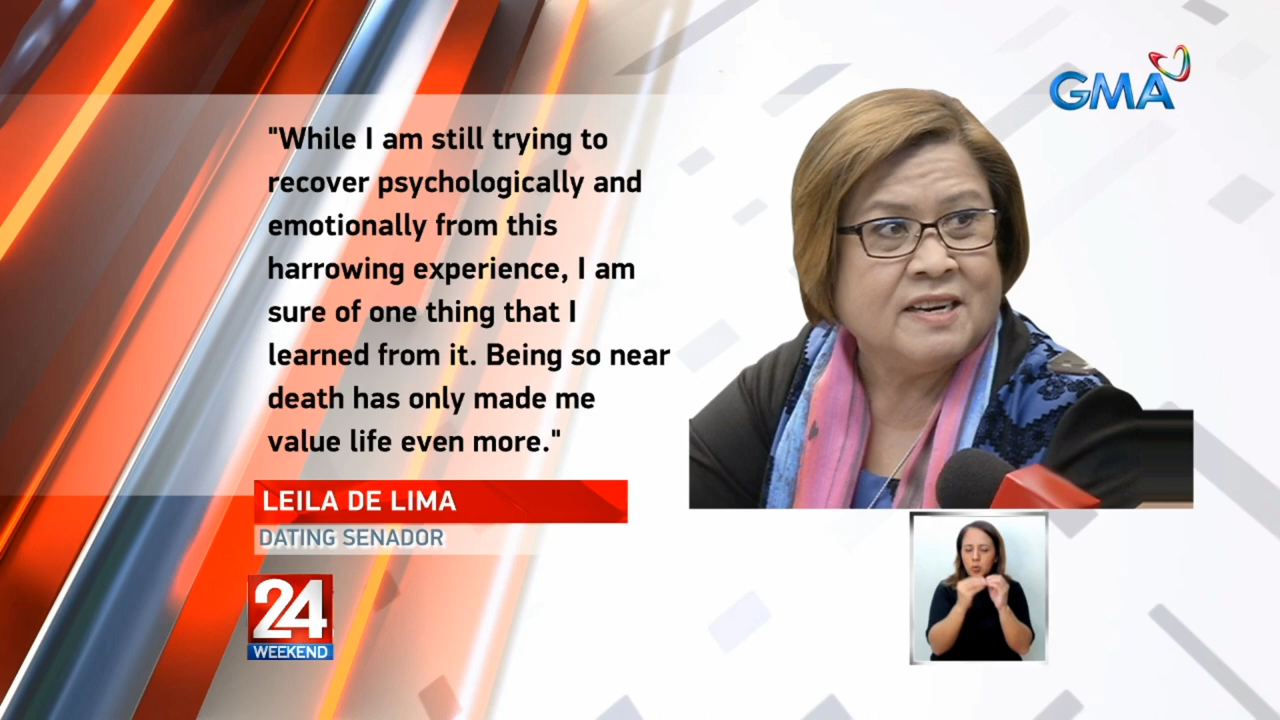 GMA
"While I am still trying to
recover psychologically and
emotionally from this
harrowing experience, I am
sure of one thing that I
learned from it. Being so near
death has only made me
value life even more."
LEILA DE LIMA
DATING SENADOR
24
WEEKEND